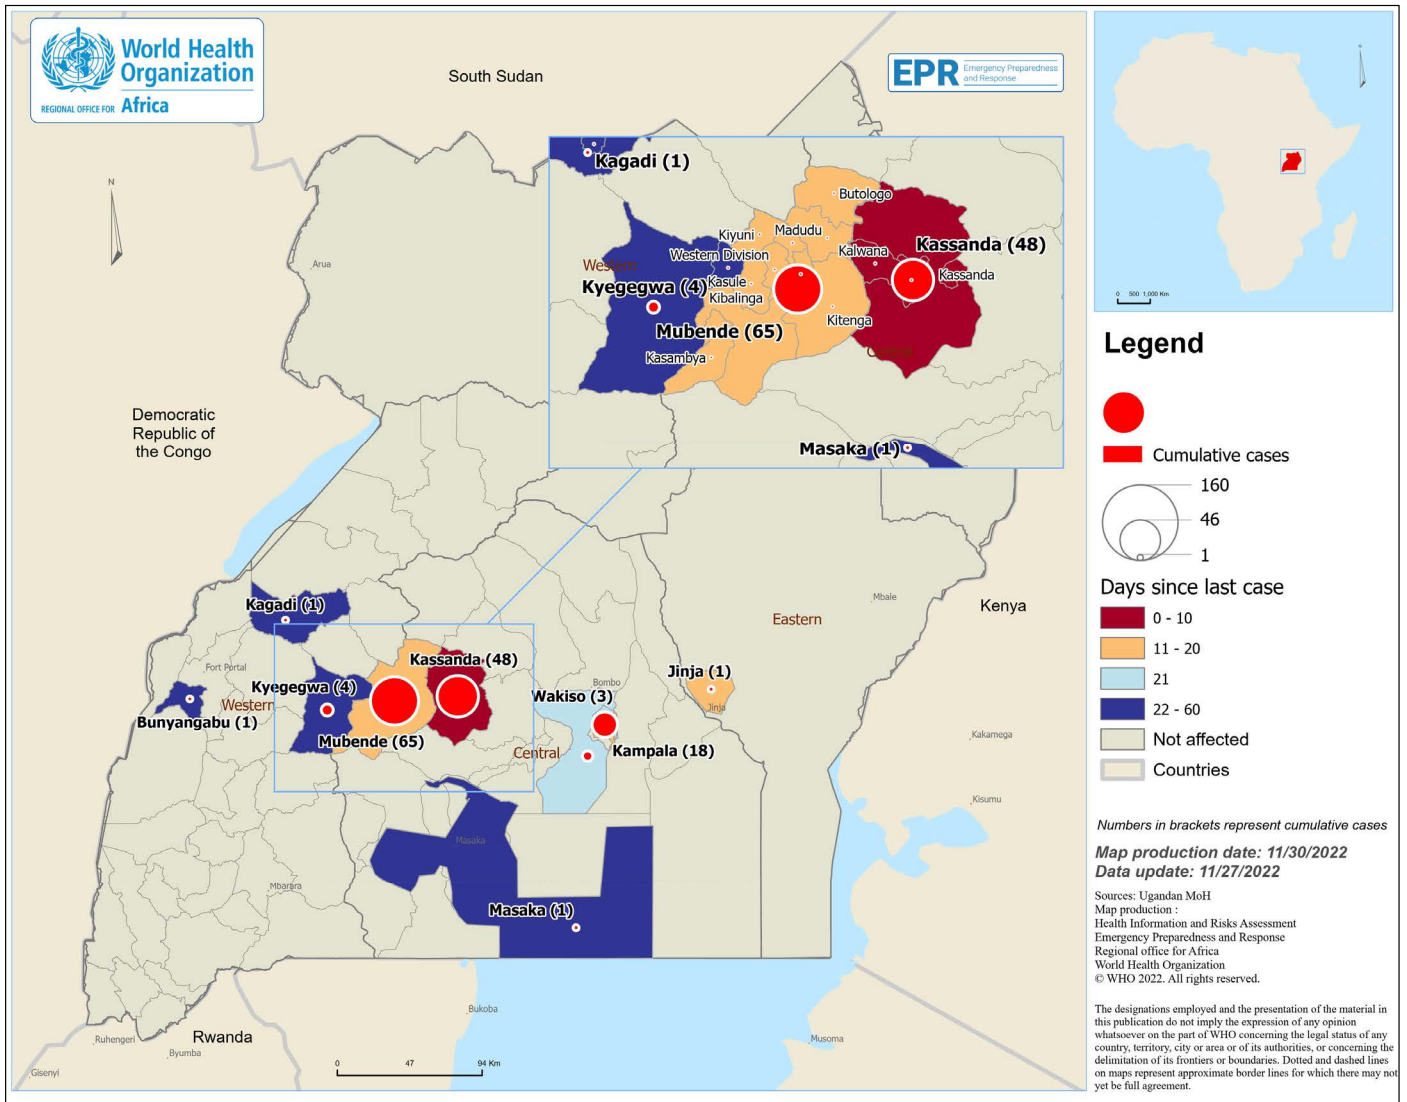 World Health
Organization
REGIONAL OFFICE FOR Africa
South Sudan
EPR Emergency Preparedness
and Response
N
Kagadi (1)
Butologo
Kiyuni
Madudu
Kassanda (48)
Kalwana
Western Division
Western
Kassanda
Kyegegwa (4)
Kasule
Kibalinga
Kitenga
Mubende (65)
Kasambya
Masaka (1)
Arua
Democratic
Republic of
the Congo
Kagadi (1)
Mbale
Kenya
Eastern
Fort Portal
Kassanda (48)
Jinja (1)
Kyegegwa (4)
Bombo
Wakiso (3)
Western
Jinja
Bunyangabu (1)
Mubende (65)
Central
Kampala (18)
Kakamega
Kisumu
Masaka
Mbarara
Masaka (1)
Bukoba
Rwanda
Ruhengeri
Byumba
Musoma
Gisenyi
0 47 94 Km
N
0 500 1,000 Km
Legend
Cumulative cases
160
46
1
Days since last case
0 - 10
11 - 20
21
22 - 60
Not affected
Countries
Numbers in brackets represent cumulative cases
Map production date: 11/30/2022
Data update: 11/27/2022
Sources: Ugandan MoH
Map production :
Health Information and Risks Assessment
Emergency Preparedness and Response
Regional office for Africa
World Health Organization
© WHO 2022. All rights reserved.
The designations employed and the presentation of the material in
this publication do not imply the expression of any opinion
whatsoever on the part of WHO concerning the legal status of any
country, territory, city or area or of its authorities, or concerning the
delimitation of its frontiers or boundaries. Dotted and dashed lines
on maps represent approximate border lines for which there may not
yet be full agreement.